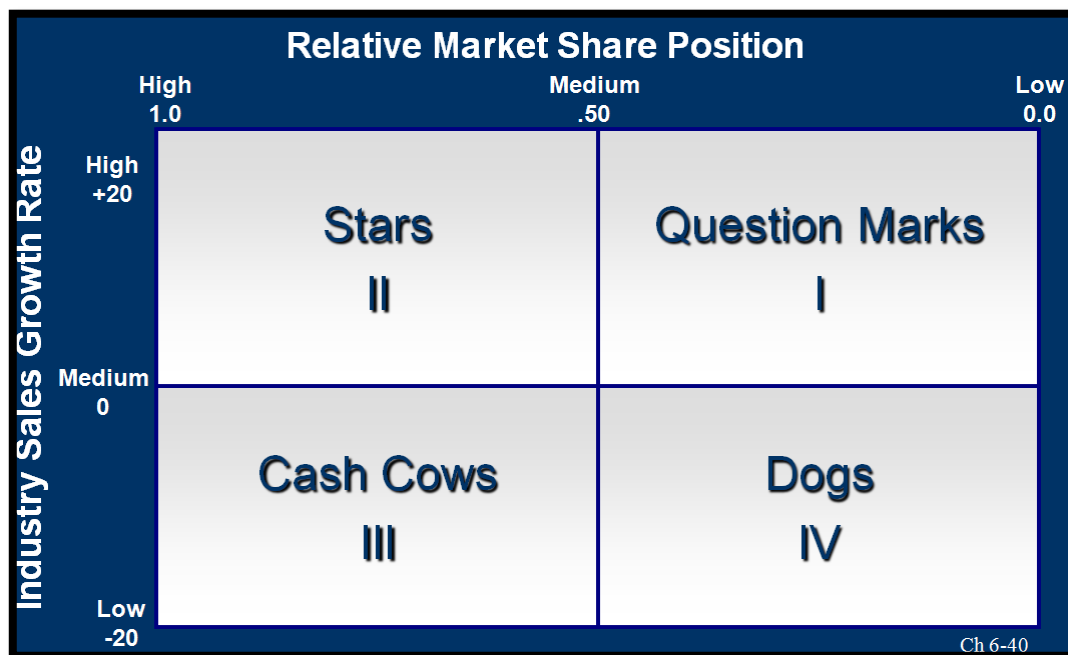 Relative Market Share Position
High Medium Low
1.0 .50 0.0
Industry Sales Growth Rate
High
+20
Stars
II
Question Marks
I
Medium
0
Cash Cows
III
Dogs
IV
Low
-20
Ch 6-40